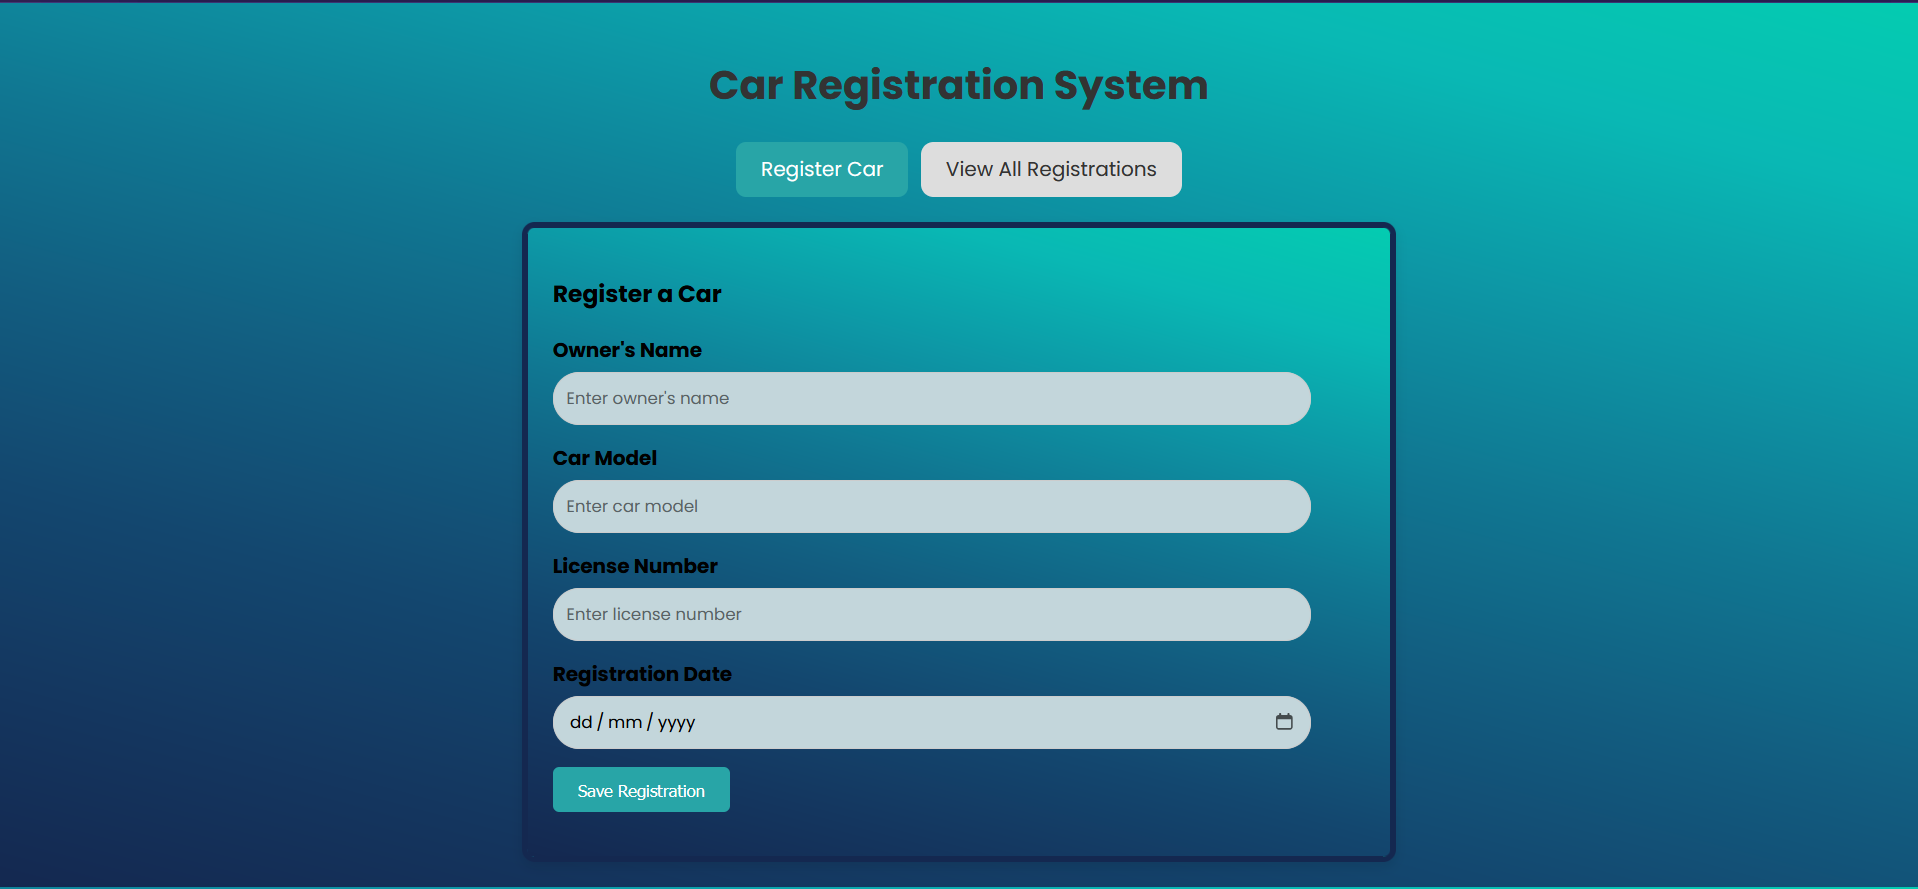 Car Registration System
Register Car
View All Registrations
Register a Car
Owner's Name
Enter owner's name
Car Model
Enter car model
License Number
Enter license number
Registration Date
dd / mm / yyyy
Save Registration